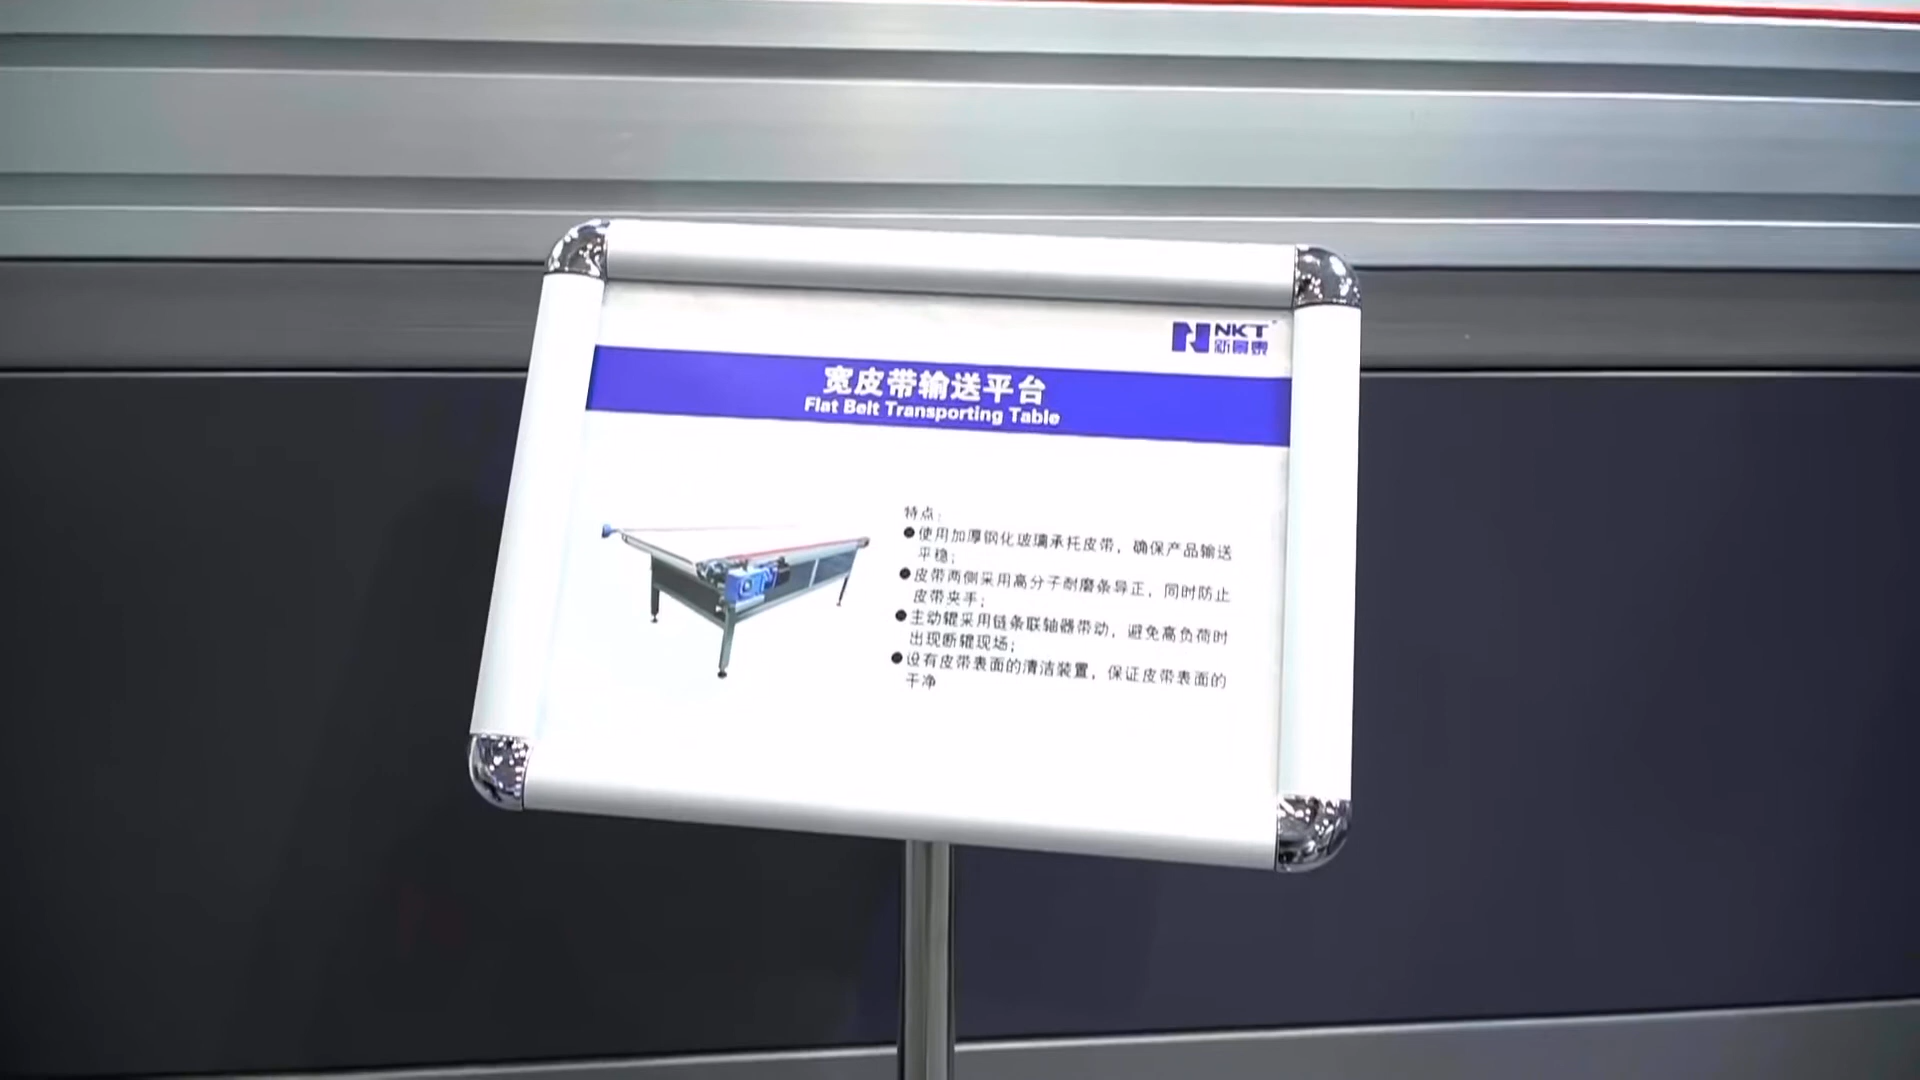 NKT
新景泰
宽皮带输送平台
Flat Belt Transporting Table
特点：
●使用加厚钢化玻璃承托皮带，确保产品输送
平稳；
●皮带两侧采用高分子耐磨条导正，同时防止
皮带夹手；
●主动辊采用链条联轴器带动，避免高负荷时
出现断辊现场；
●设有皮带表面的清洁装置，保证皮带表面的
干净